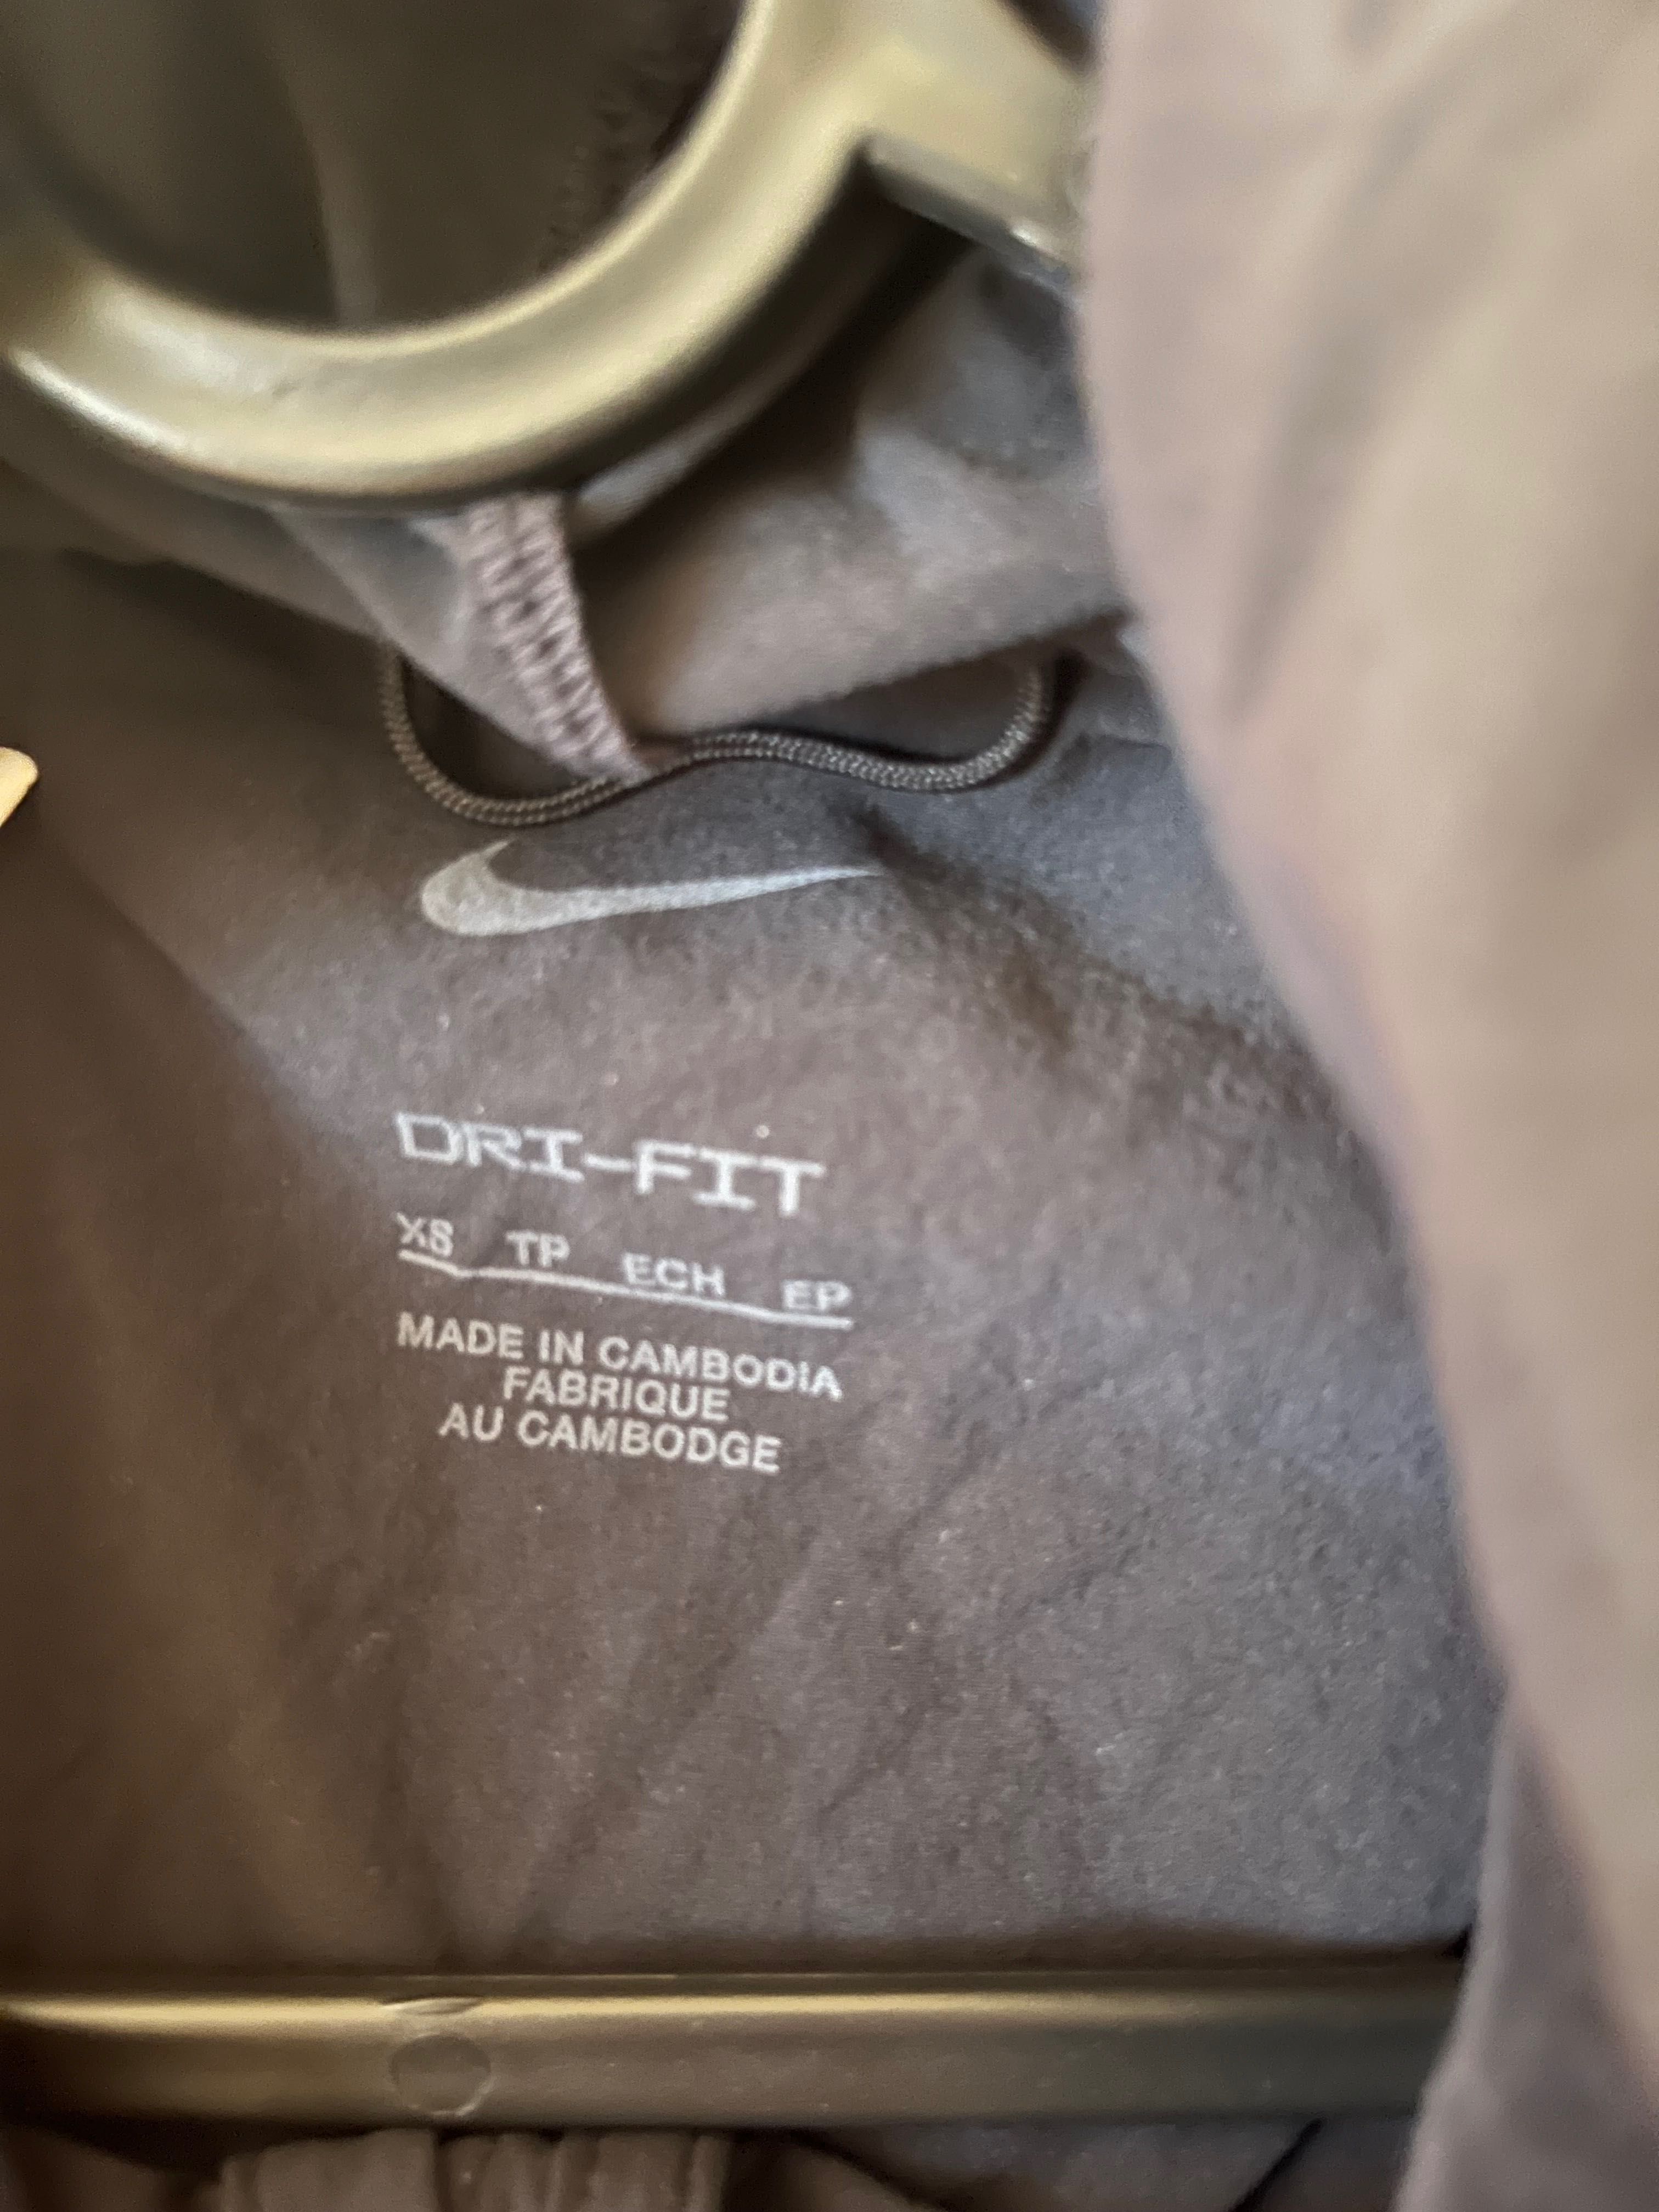 DRI-FIT
XS TP ECH EP
MADE IN CAMBODIA
FABRIQUE
AU CAMBODGE